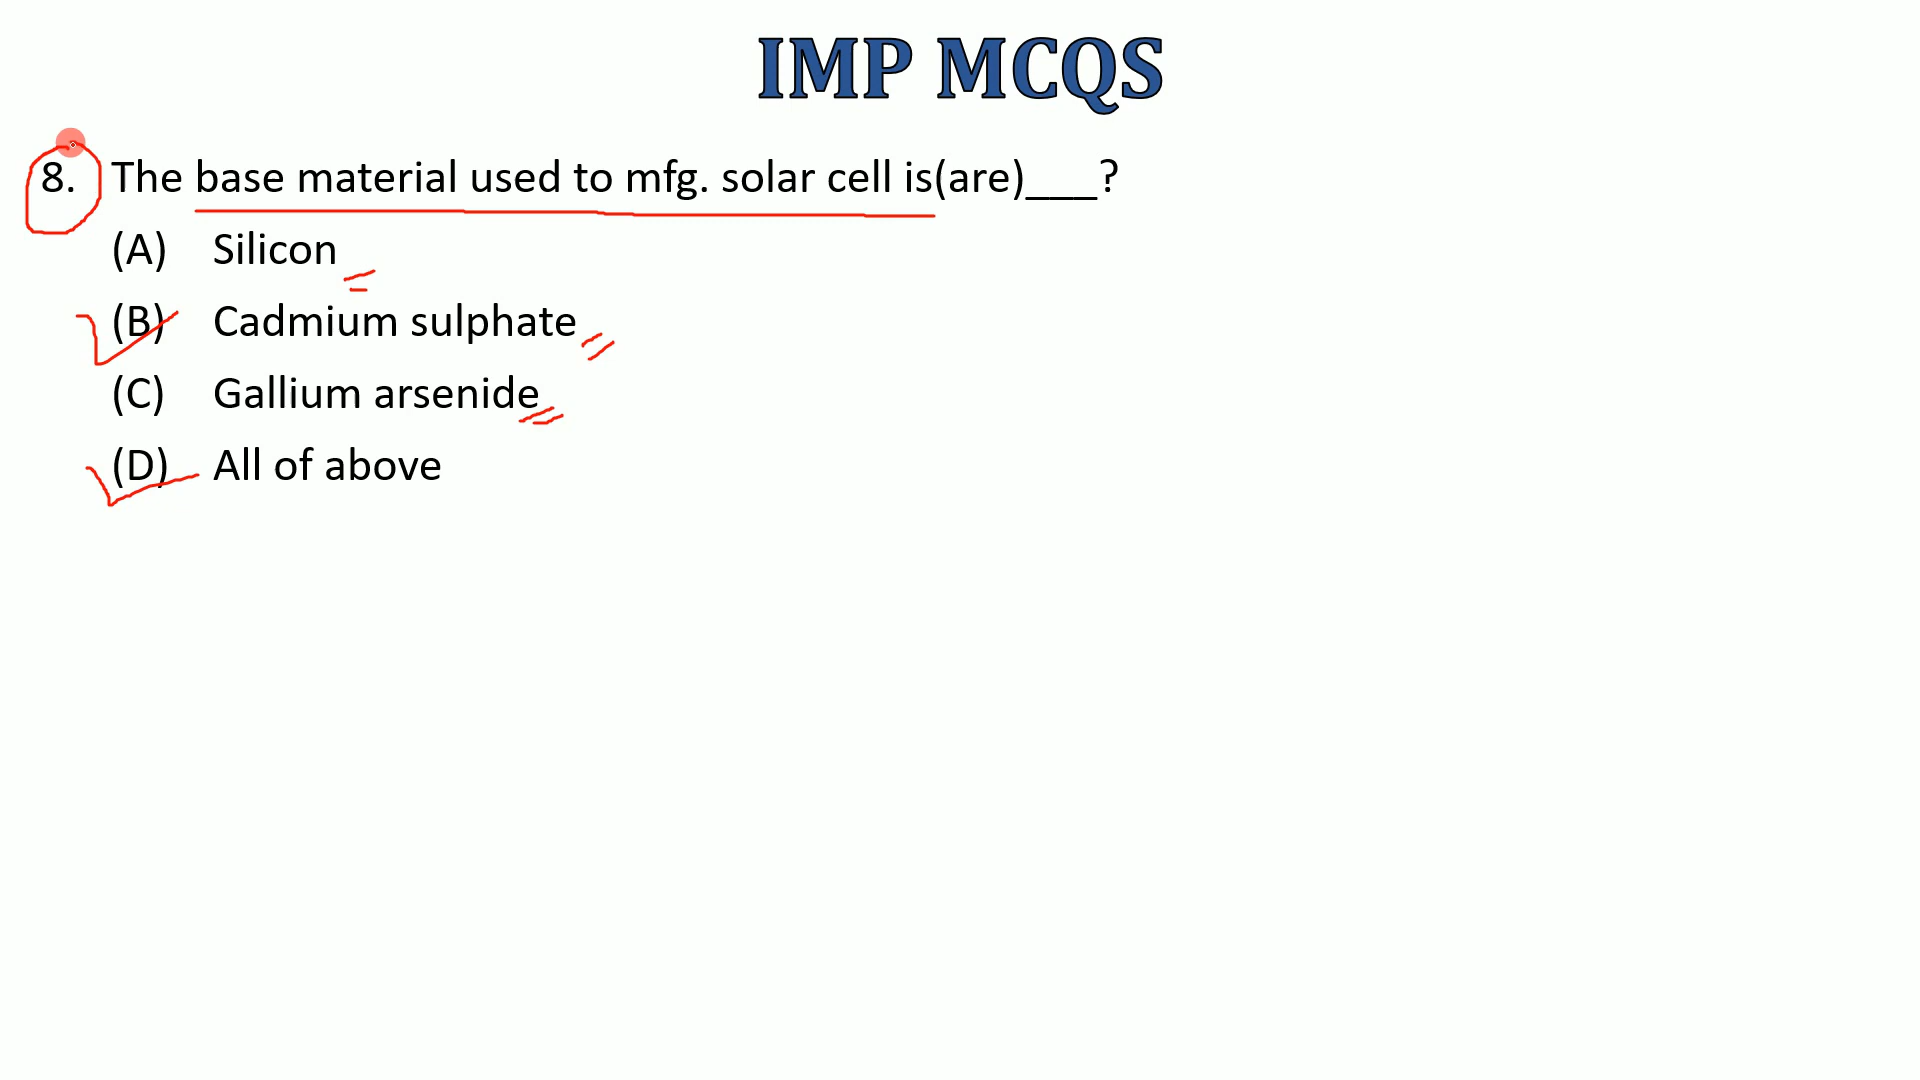 IMP MCQS
8. The base material used to mfg. solar cell is(are)___?
(A) Silicon
(B) Cadmium sulphate
(C) Gallium arsenide
(D) All of above